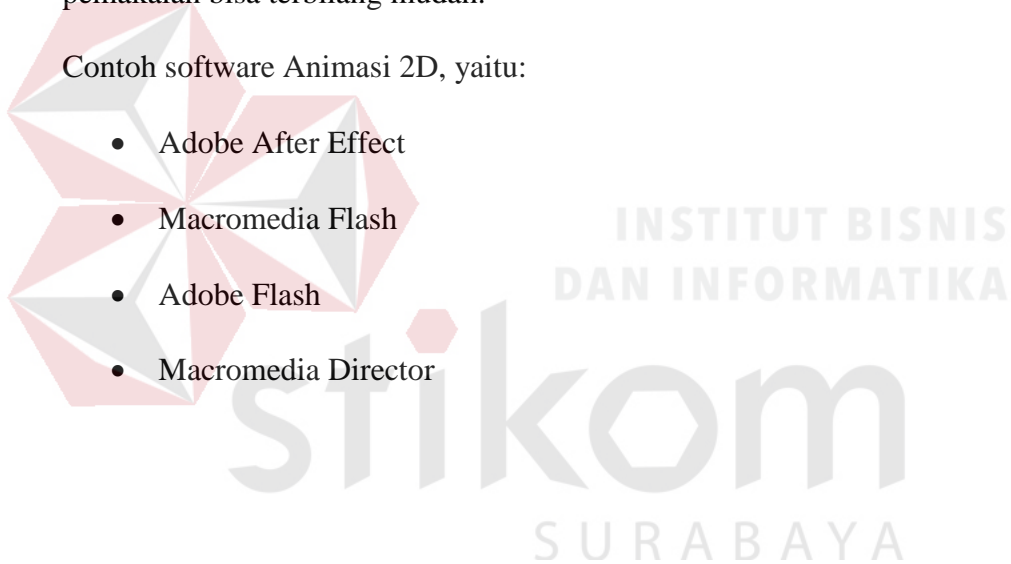 Contoh software Animasi 2D, yaitu:
• Adobe After Effect
• Macromedia Flash
• Adobe Flash
• Macromedia Director
INSTITUT BISNIS
DAN INFORMATIKA
stikom
SURABAYA